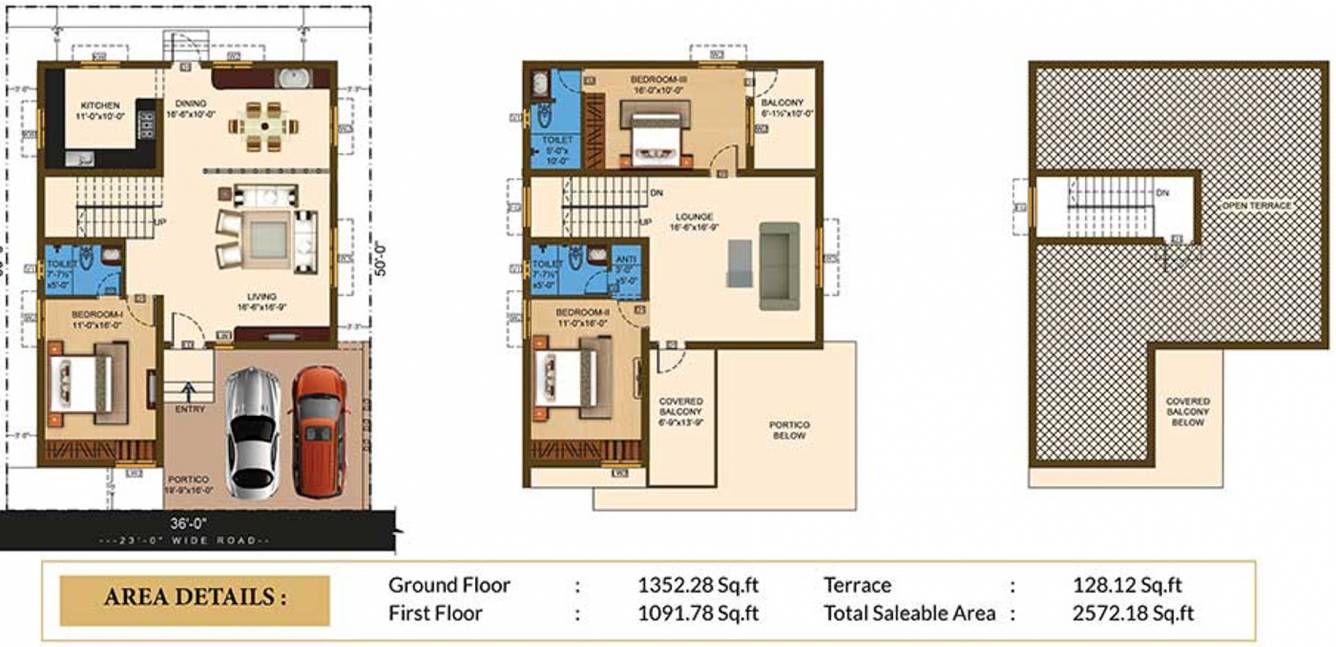 KITCHEN
11'-0"x10'-0"
DINING
16'-6"x10'-0"
UP
TOILET
7'-7½"
x5'-0"
LIVING
16'-6"x16'-9"
BEDROOM-I
11'-0"x16'-0"
ENTRY
PORTICO
19'-9"x16'-0"
50'-0"
36'-0"
---23'-0" WIDE ROAD--
BEDROOM-III
16'-0"x10'-0"
BALCONY
6'-1½"x10'-0"
TOILET
5'-0"x
10'-0"
DN
UP
LOUNGE
16'-6"x16'-9"
TOILET
7'-7½"
x5'-0"
ANTI
3'-0"
x5'-0"
BEDROOM-II
11'-0"x16'-0"
COVERED
BALCONY
6'-9"x13'-9"
PORTICO
BELOW
DN
OPEN TERRACE
COVERED
BALCONY
BELOW
AREA DETAILS :
Ground Floor : 1352.28 Sq.ft Terrace : 128.12 Sq.ft
First Floor : 1091.78 Sq.ft Total Saleable Area : 2572.18 Sq.ft